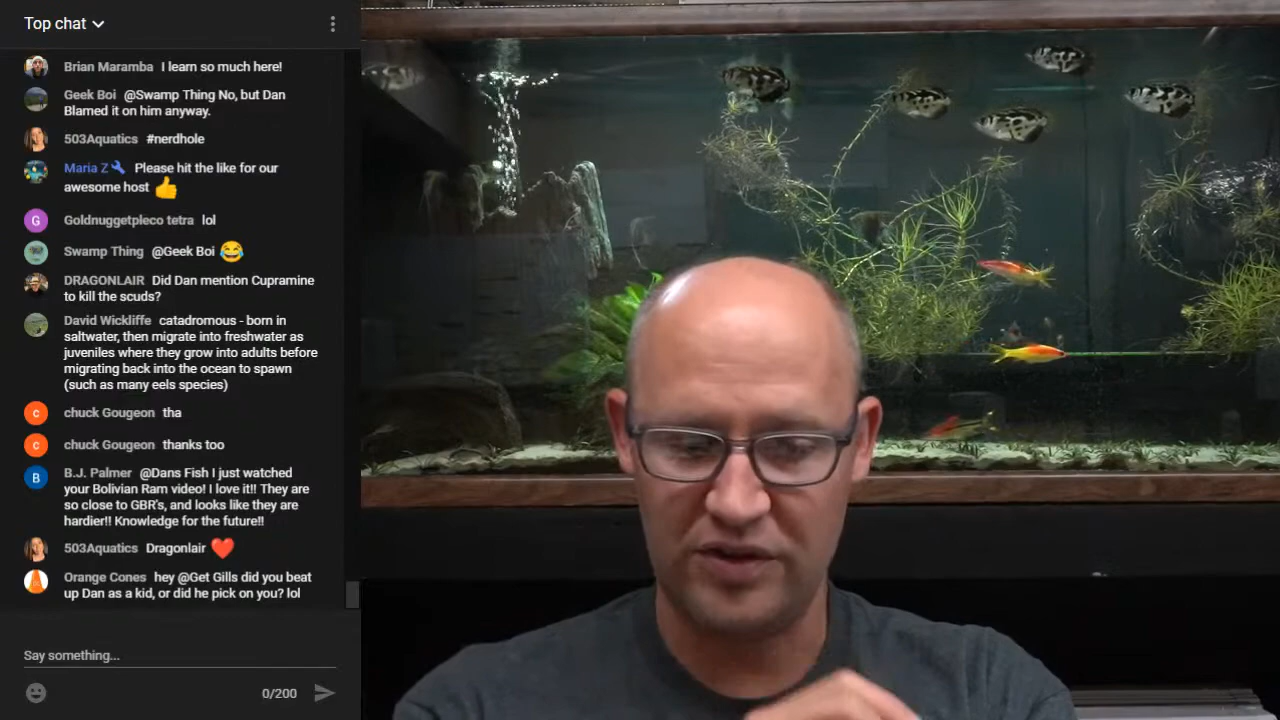 Top chat
Brian Maramba I learn so much here!
Geek Boi @Swamp Thing No, but Dan
Blamed it on him anyway.
503Aquatics #nerdhole
Maria Z Please hit the like for our
awesome host 👍
Goldnuggetpleco tetra lol
G
Swamp Thing @Geek Boi 😂
DRAGONLAIR Did Dan mention Cupramine
to kill the scuds?
David Wickliffe catadromous - born in
saltwater, then migrate into freshwater as
juveniles where they grow into adults before
migrating back into the ocean to spawn
(such as many eels species)
c
chuck Gougeon tha
c
chuck Gougeon thanks too
B
B.J. Palmer @Dans Fish I just watched
your Bolivian Ram video! I love it!! They are
so close to GBR's, and looks like they are
hardier!! Knowledge for the future!!
503Aquatics Dragonlair ❤️
Orange Cones hey @Get Gills did you beat
up Dan as a kid, or did he pick on you? lol
Say something...
0/200